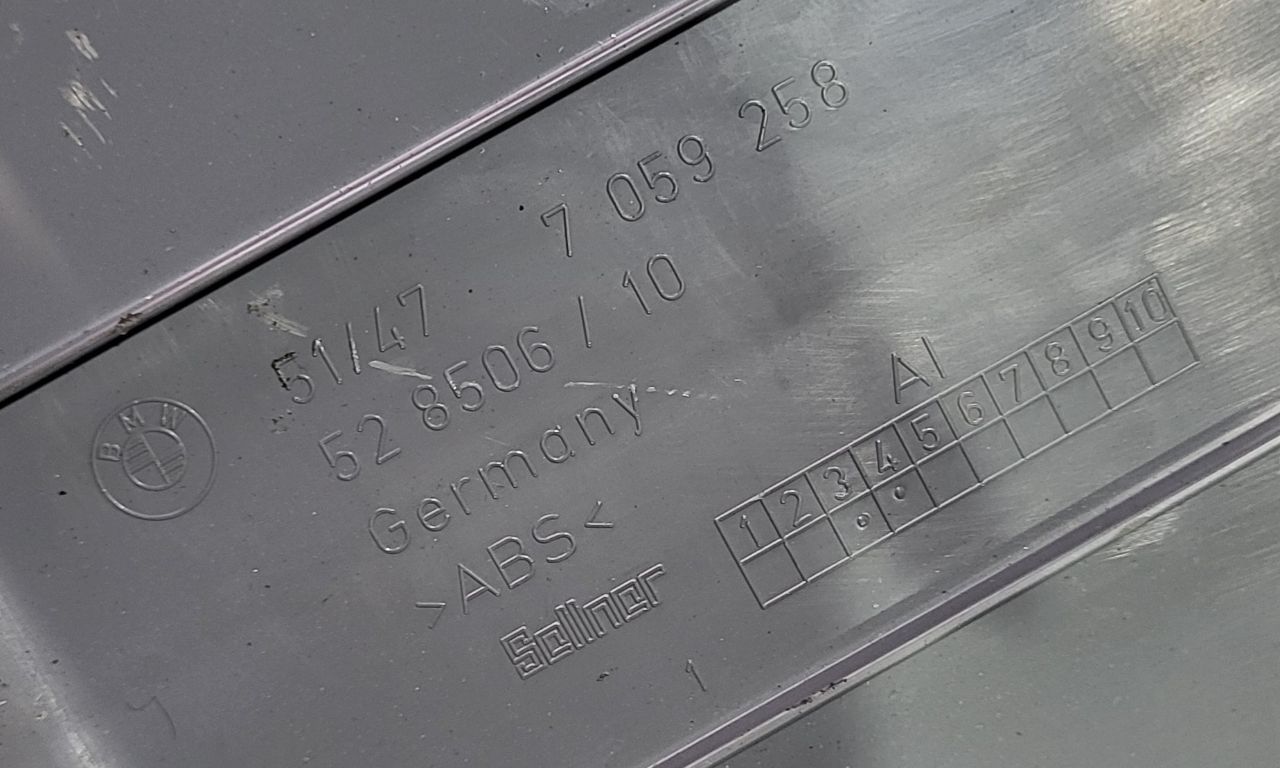 BMW
51/47 7 059 258
52 8506 / 10
Germany
>ABS<
Sellner
1
AI
1 2 3 4 5 6 7 8 9 10